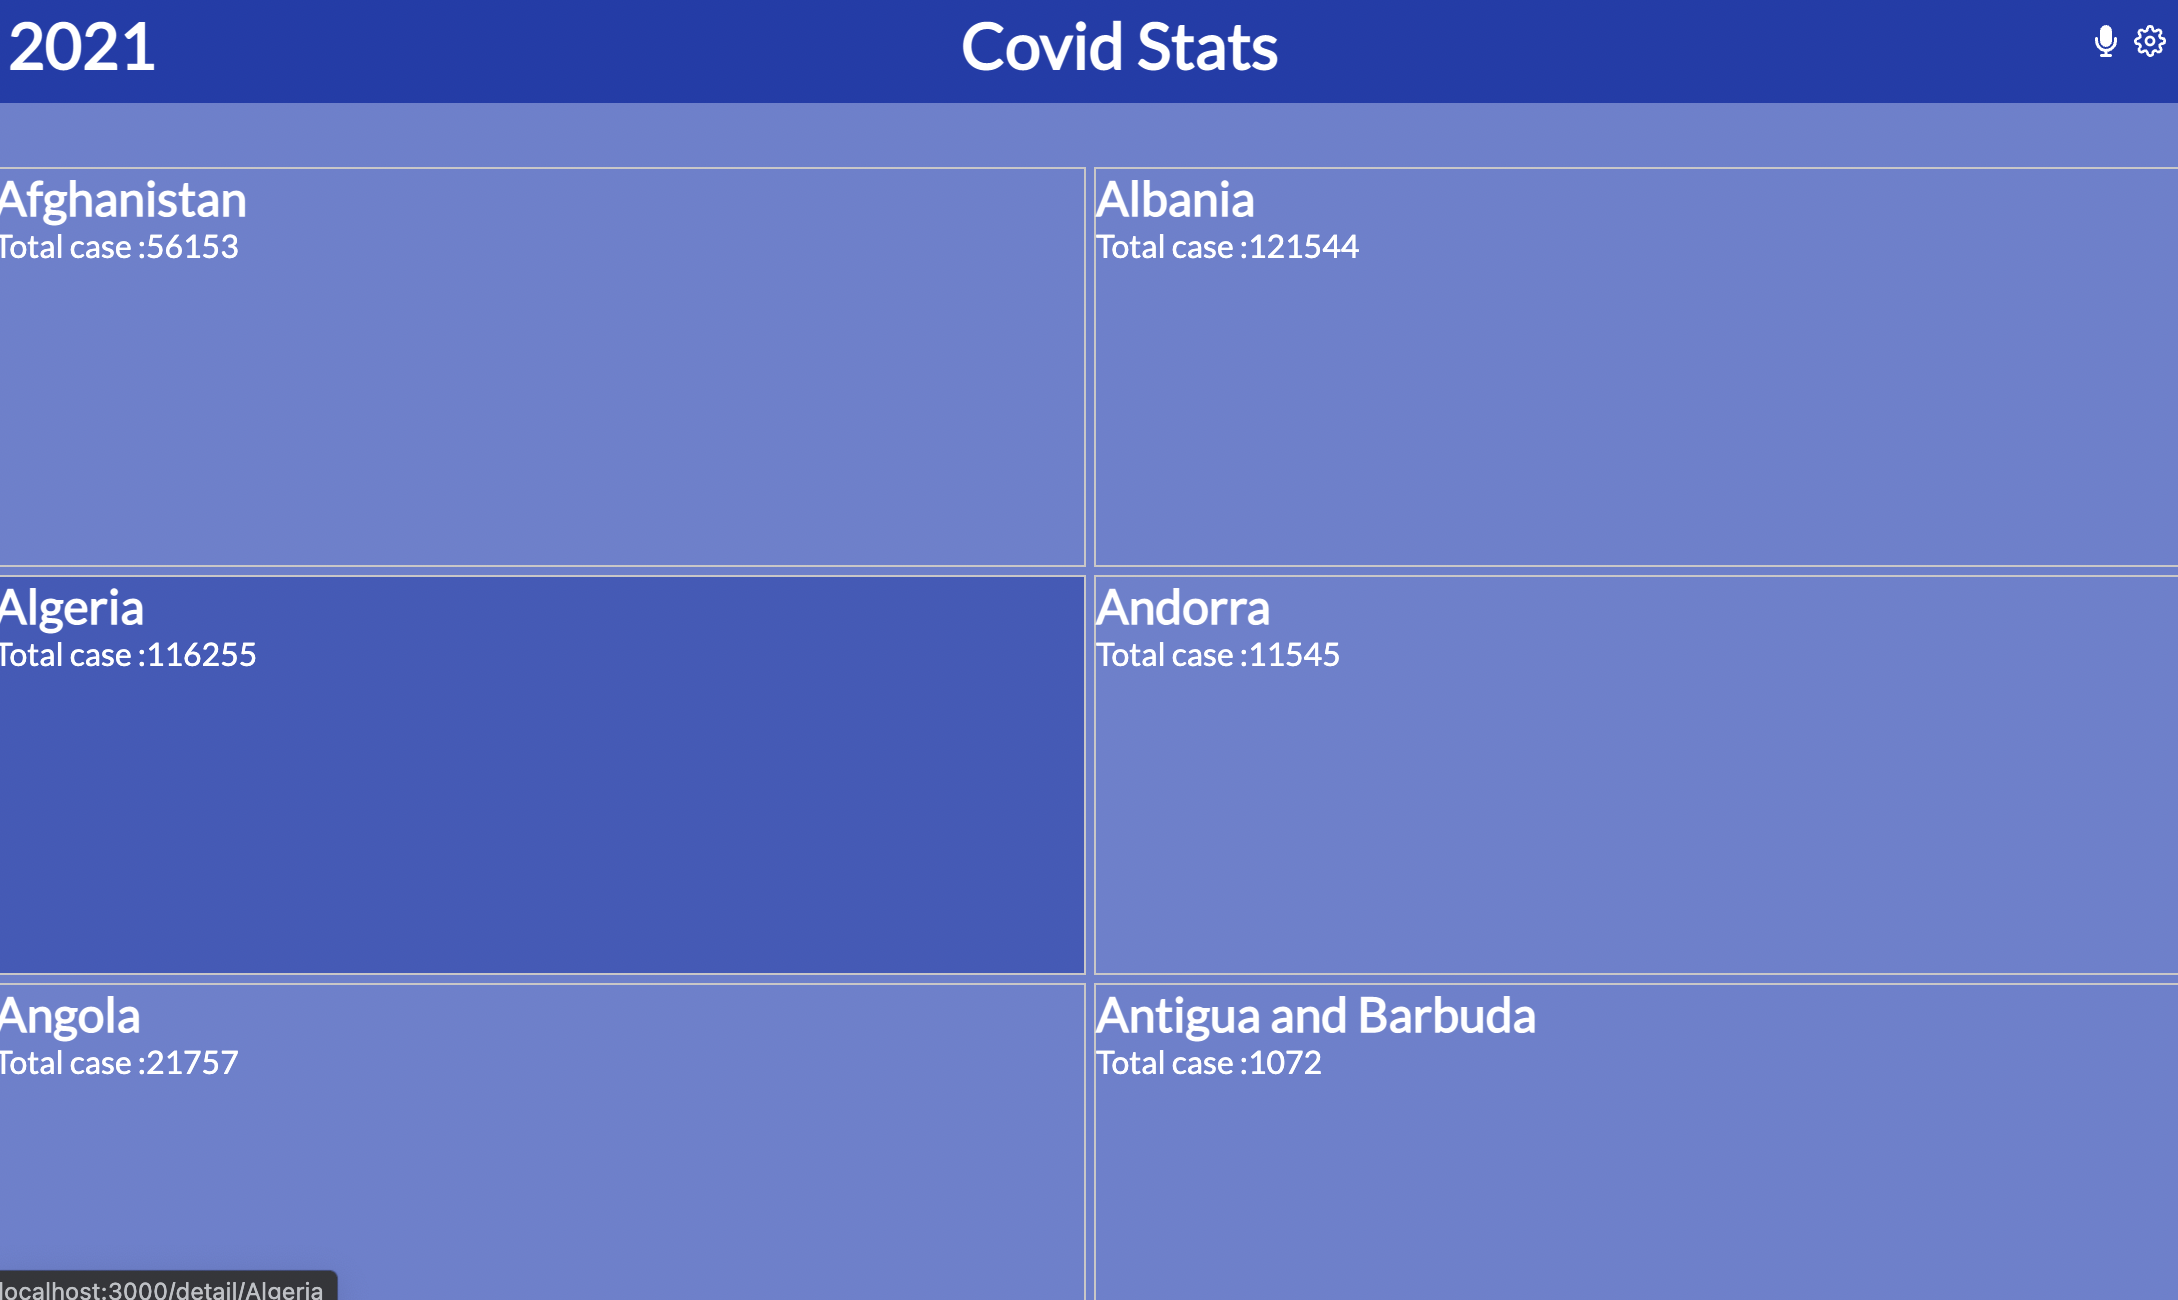 2021
Covid Stats
Afghanistan
Total case :56153
Albania
Total case :121544
Algeria
Total case :116255
Andorra
Total case :11545
Angola
Total case :21757
Antigua and Barbuda
Total case :1072
localhost:3000/detail/Algeria